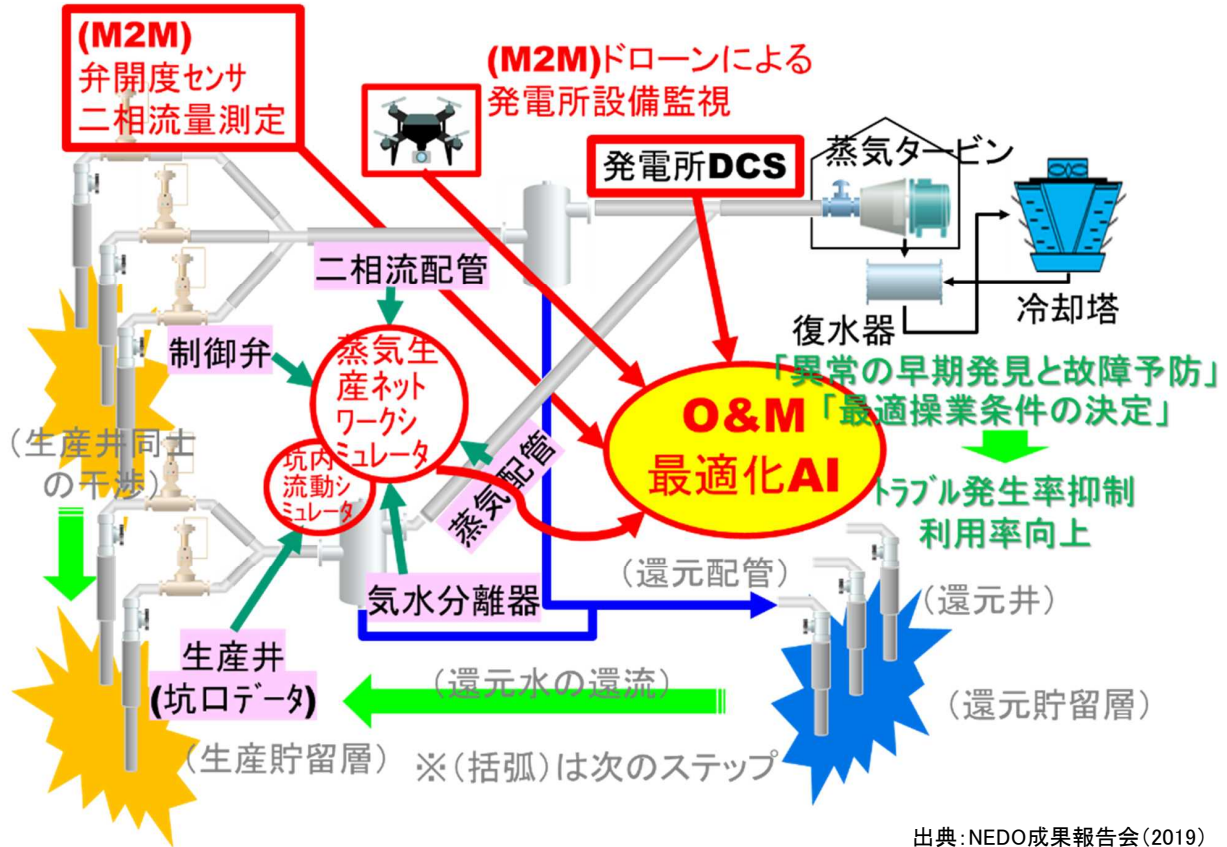 (M2M)
弁開度センサ
二相流量測定
(M2M)ドローンによる
発電所設備監視
発電所DCS
蒸気タービン
二相流配管
冷却塔
復水器
制御弁
蒸気生
産ネット
ワークシ
ミュレータ
「異常の早期発見と故障予防」
「最適操業条件の決定」
O&M
最適化AI
(生産井同士
の干渉)
坑内
流動シ
ミュレータ
蒸気配管
トラブル発生率抑制
利用率向上
(還元配管)
(還元井)
気水分離器
生産井
(坑口データ)
(還元水の還流)
(還元貯留層)
(生産貯留層)
※(括弧)は次のステップ
出典:NEDO成果報告会(2019)